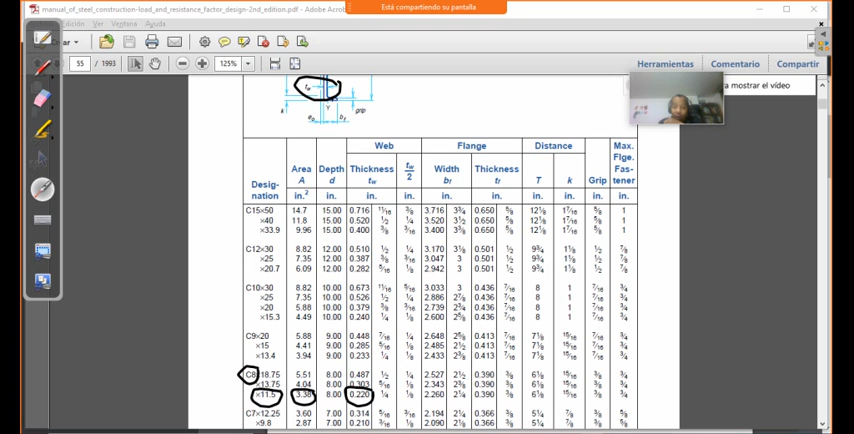 manual_of_steel_construction-load_and_resistance_factor_design-2nd_edition.pdf - Adobe Acrob
Está compartiendo su pantalla
Edición Ver Ventana Ayuda
55 / 1993 125%
Herramientas Comentario Compartir
ra mostrar el vídeo
tw
k Y grip
bf
Web Flange Distance Max. Flge. Fas- tener
Desig- nation Area A Depth d Thickness tw tw/2 Width bf Thickness tf T k Grip
in.² in. in. in. in. in. in. in. in. in.
C15×50 14.7 15.00 0.716 11/16 3/8 3.716 3¾ 0.650 5/8 12⅛ 1 7/16 5/8 1
×40 11.8 15.00 0.520 1/2 1/4 3.520 3½ 0.650 5/8 12⅛ 1 7/16 5/8 1
×33.9 9.96 15.00 0.400 3/8 3/16 3.400 3⅜ 0.650 5/8 12⅛ 1 7/16 5/8 1
C12×30 8.82 12.00 0.510 1/2 1/4 3.170 3⅛ 0.501 1/2 9¾ 1⅛ 1/2 7/8
×25 7.35 12.00 0.387 3/8 3/16 3.047 3 0.501 1/2 9¾ 1⅛ 1/2 7/8
×20.7 6.09 12.00 0.282 5/16 1/8 2.942 3 0.501 1/2 9¾ 1⅛ 1/2 7/8
C10×30 8.82 10.00 0.673 11/16 5/16 3.033 3 0.436 7/16 8 1 7/16 3/4
×25 7.35 10.00 0.526 1/2 1/4 2.886 2⅞ 0.436 7/16 8 1 7/16 3/4
×20 5.88 10.00 0.379 3/8 3/16 2.739 2¾ 0.436 7/16 8 1 7/16 3/4
×15.3 4.49 10.00 0.240 1/4 1/8 2.600 2⅝ 0.436 7/16 8 1 7/16 3/4
C9×20 5.88 9.00 0.448 7/16 1/4 2.648 2⅝ 0.413 7/16 7⅛ 15/16 7/16 3/4
×15 4.41 9.00 0.285 5/16 1/8 2.485 2½ 0.413 7/16 7⅛ 15/16 7/16 3/4
×13.4 3.94 9.00 0.233 1/4 1/8 2.433 2⅜ 0.413 7/16 7⅛ 15/16 7/16 3/4
C8×18.75 5.51 8.00 0.487 1/2 1/4 2.527 2½ 0.390 3/8 6⅛ 15/16 3/8 3/4
×13.75 4.04 8.00 0.303 5/16 1/8 2.343 2⅜ 0.390 3/8 6⅛ 15/16 3/8 3/4
×11.5 3.38 8.00 0.220 1/4 1/8 2.260 2¼ 0.390 3/8 6⅛ 15/16 3/8 3/4
C7×12.25 3.60 7.00 0.314 5/16 3/16 2.194 2¼ 0.366 3/8 5¼ 7/8 3/8 5/8
×9.8 2.87 7.00 0.210 3/16 1/8 2.090 2⅛ 0.366 3/8 5¼ 7/8 3/8 5/8